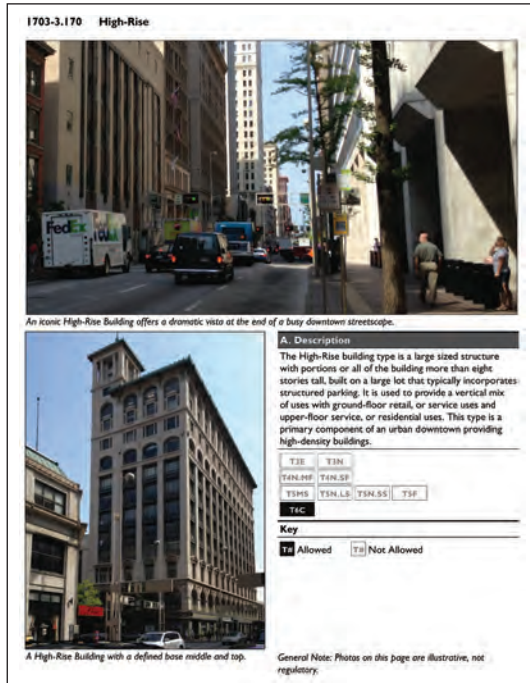 1703-3.170 High-Rise
FedEx
An iconic High-Rise Building offers a dramatic vista at the end of a busy downtown streetscape.
A. Description
The High-Rise building type is a large sized structure
with portions or all of the building more than eight
stories tall, built on a large lot that typically incorporates
structured parking. It is used to provide a vertical mix
of uses with ground-floor retail, or service uses and
upper-floor service, or residential uses. This type is a
primary component of an urban downtown providing
high-density buildings.
T3E T3N
T4N.MF T4N.SF
T5MS T5N.LS T5N.SS T5F
T6C
Key
T# Allowed T# Not Allowed
A High-Rise Building with a defined base middle and top.
General Note: Photos on this page are illustrative, not
regulatory.